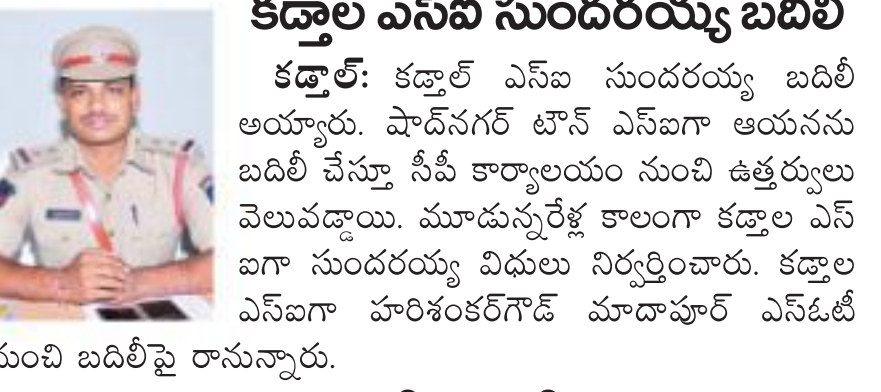 కడ్తాల ఎస్ఐ సుందరయ్య బదిలీ
కడ్తాల్: కడ్తాల్ ఎస్ఐ సుందరయ్య బదిలీ
అయ్యారు. షాద్‌నగర్ టౌన్ ఎస్ఐగా ఆయనను
బదిలీ చేస్తూ సీపీ కార్యాలయం నుంచి ఉత్తర్వులు
వెలువడ్డాయి. మూడున్నరేళ్ల కాలంగా కడ్తాల ఎస్
ఐగా సుందరయ్య విధులు నిర్వర్తించారు. కడ్తాల
ఎస్ఐగా హరిశంకర్‌గౌడ్ మాదాపూర్ ఎస్ఓటీ
నుంచి బదిలీపై రానున్నారు.